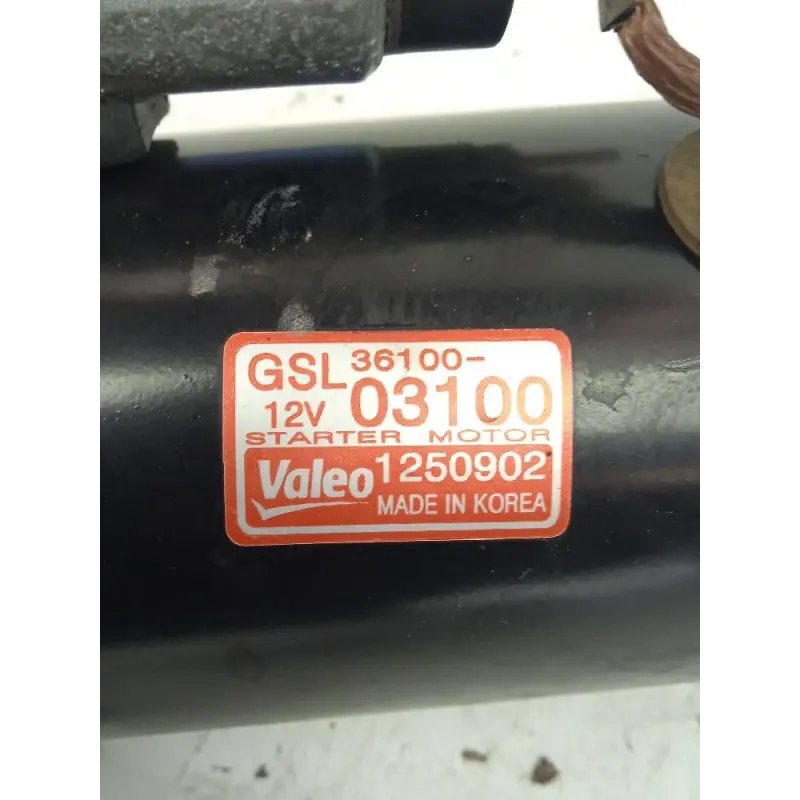 GSL 36100-
12V 03100
STARTER MOTOR
Valeo 1250902
MADE IN KOREA